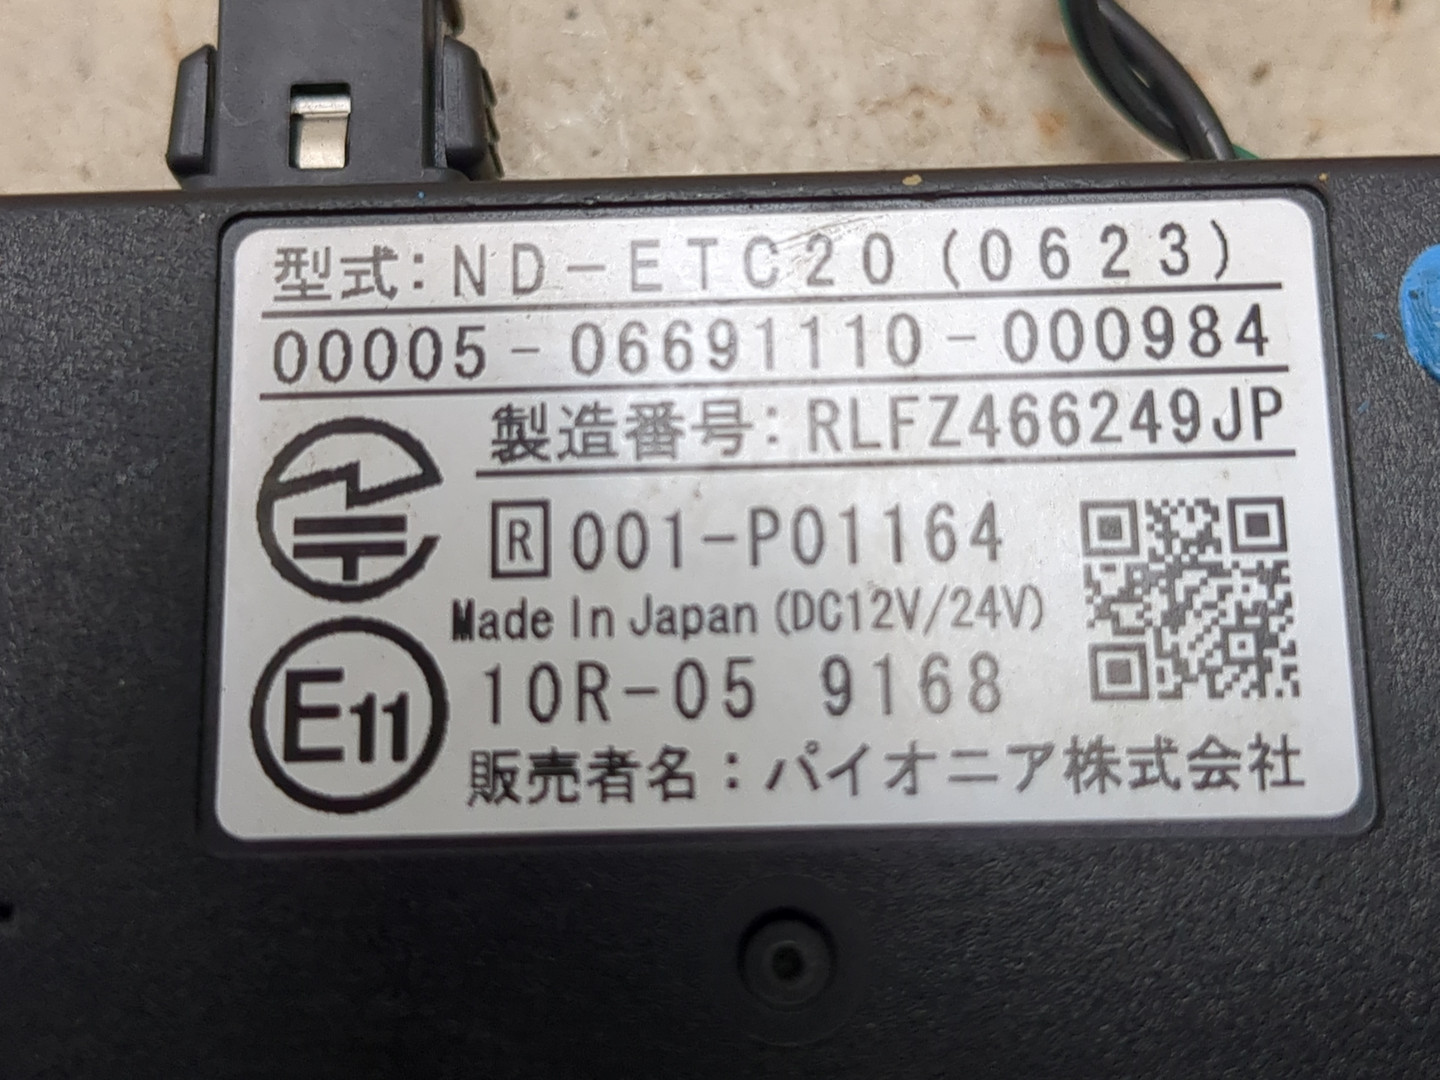 型式:ND-ETC20(0623)
00005-06691110-000984
製造番号:RLFZ466249JP
R 001-P01164
Made In Japan (DC12V/24V)
E11 10R-05 9168
販売者名:パイオニア株式会社